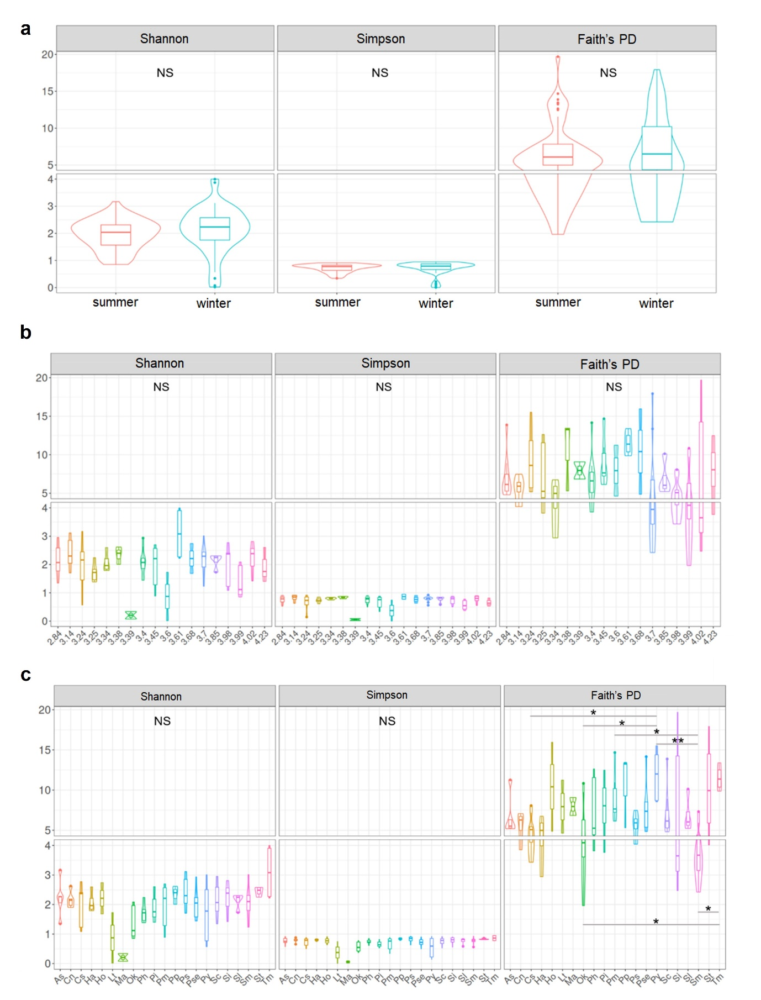 a
Shannon Simpson Faith's PD
20 NS NS NS
15
10
5
4
3
2
1
0
summer winter summer winter summer winter
b
Shannon Simpson Faith's PD
20 NS NS NS
15
10
5
4
3
2
1
0
2.84 3.14 3.24 3.25 3.34 3.38 3.39 3.4 3.45 3.6 3.61 3.68 3.7 3.85 3.98 3.99 4.02 4.23 2.84 3.14 3.24 3.25 3.34 3.38 3.39 3.4 3.45 3.6 3.61 3.68 3.7 3.85 3.98 3.99 4.02 4.23 2.84 3.14 3.24 3.25 3.34 3.38 3.39 3.4 3.45 3.6 3.61 3.68 3.7 3.85 3.98 3.99 4.02 4.23
c
Shannon Simpson Faith's PD
20 NS NS *
*
*
**
15
10
5
4
3
2
*
*
1
0
As Cn Cs Ha Ho Lt Ma Ok Ph Pi Pm Pp Ps Pse Py Sc Si Sl Sm St Tm As Cn Cs Ha Ho Lt Ma Ok Ph Pi Pm Pp Ps Pse Py Sc Si Sl Sm St Tm As Cn Cs Ha Ho Lt Ma Ok Ph Pi Pm Pp Ps Pse Py Sc Si Sl Sm St Tm